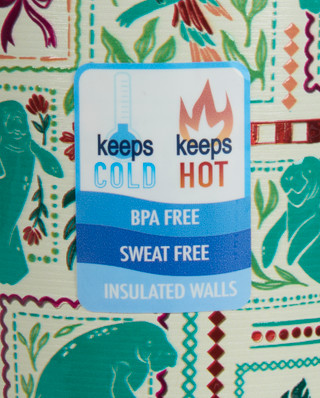 keeps keeps
COLD HOT
BPA FREE
SWEAT FREE
INSULATED WALLS